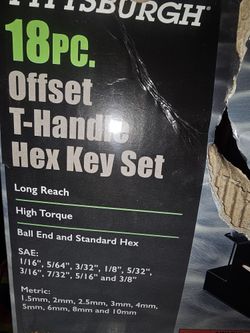 PITTSBURGH®
18PC.
Offset
T-Handle
Hex Key Set
Long Reach
High Torque
Ball End and Standard Hex
SAE:
1/16", 5/64", 3/32", 1/8", 5/32",
3/16", 7/32", 5/16" and 3/8"
Metric:
1.5mm, 2mm, 2.5mm, 3mm, 4mm,
5mm, 6mm, 8mm and 10mm